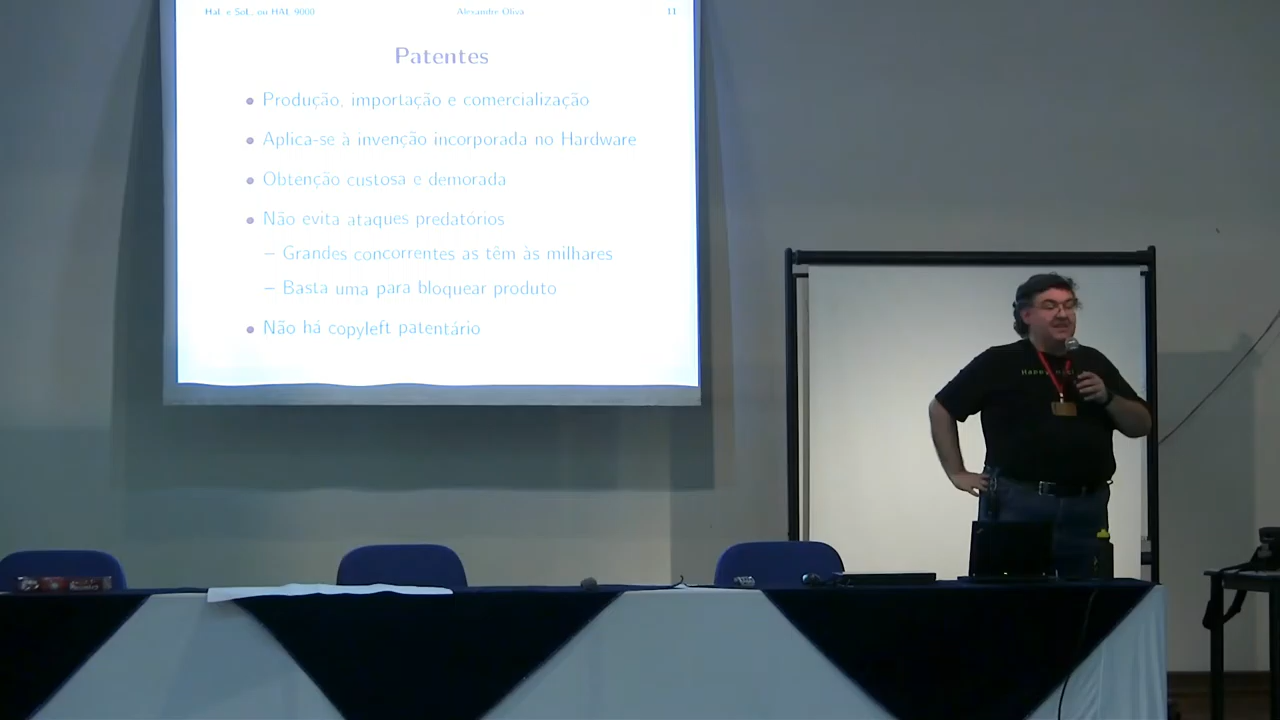 Hal. e Sol., ou HAL 9000 Alexandre Oliva 11
Patentes
Produção, importação e comercialização
Aplica-se à invenção incorporada no Hardware
Obtenção custosa e demorada
Não evita ataques predatórios
– Grandes concorrentes as têm às milhares
– Basta uma para bloquear produto
Não há copyleft patentário